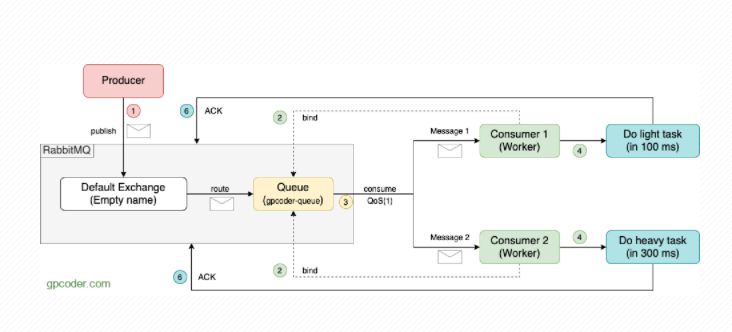 Producer
1
publish
6
ACK
2
bind
RabbitMQ
Default Exchange
(Empty name)
route
Queue
{gpcoder-queue}
3
consume
QoS(1)
Message 1
Consumer 1
(Worker)
4
Do light task
(in 100 ms)
Message 2
Consumer 2
(Worker)
4
Do heavy task
(in 300 ms)
2
bind
6
ACK
gpcoder.com